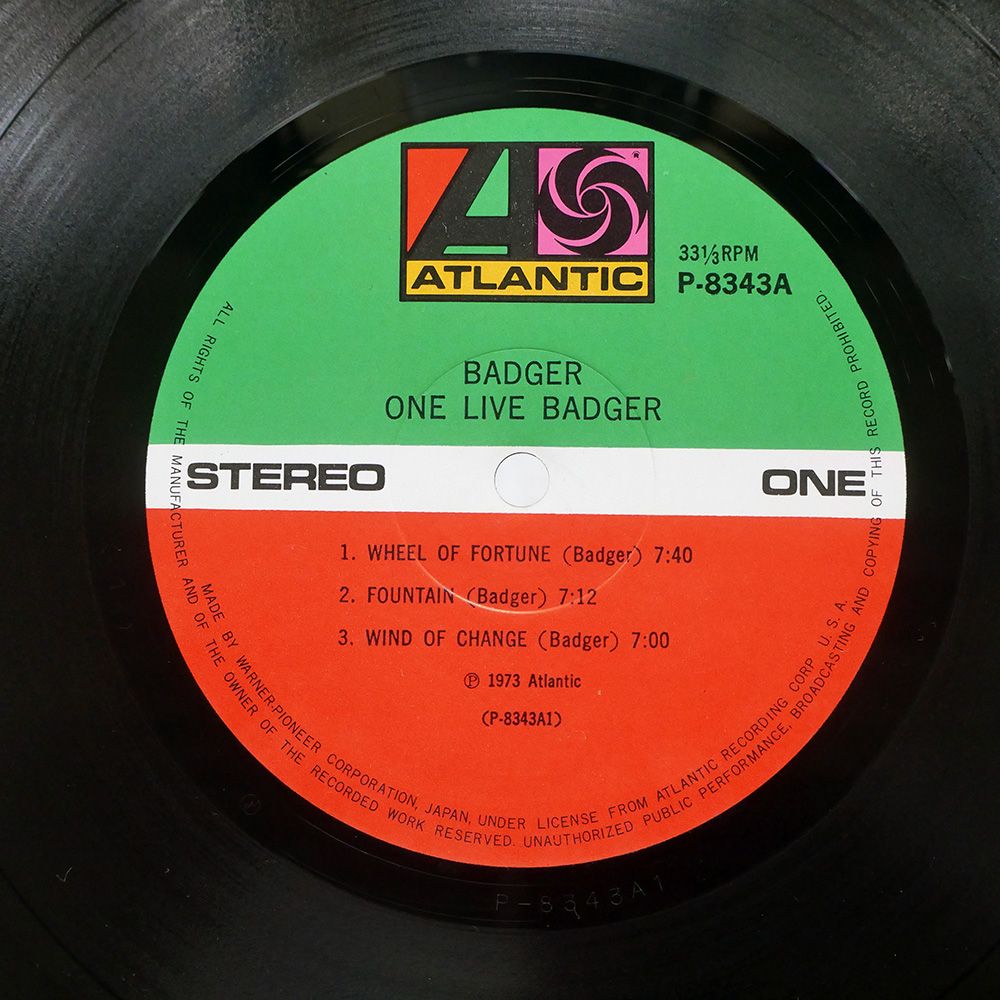 ATLANTIC
®
33⅓ RPM
P-8343A
BADGER
ONE LIVE BADGER
STEREO
ONE
1. WHEEL OF FORTUNE (Badger) 7:40
2. FOUNTAIN (Badger) 7:12
3. WIND OF CHANGE (Badger) 7:00
℗ 1973 Atlantic
(P-8343A1)
MADE BY WARNER-PIONEER CORPORATION, JAPAN, UNDER LICENSE FROM ATLANTIC RECORDING CORP. U. S. A.
ALL RIGHTS OF THE MANUFACTURER AND OF THE OWNER OF THE RECORDED WORK RESERVED. UNAUTHORIZED PUBLIC PERFORMANCE, BROADCASTING AND COPYING OF THIS RECORD PROHIBITED.
P-8343A1